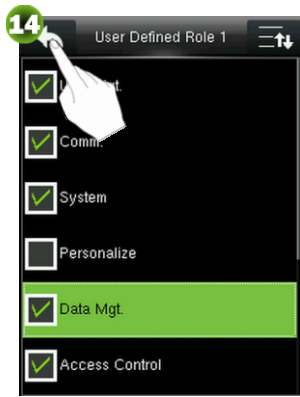 14
User Defined Role 1
Comm.
System
Personalize
Data Mgt.
Access Control